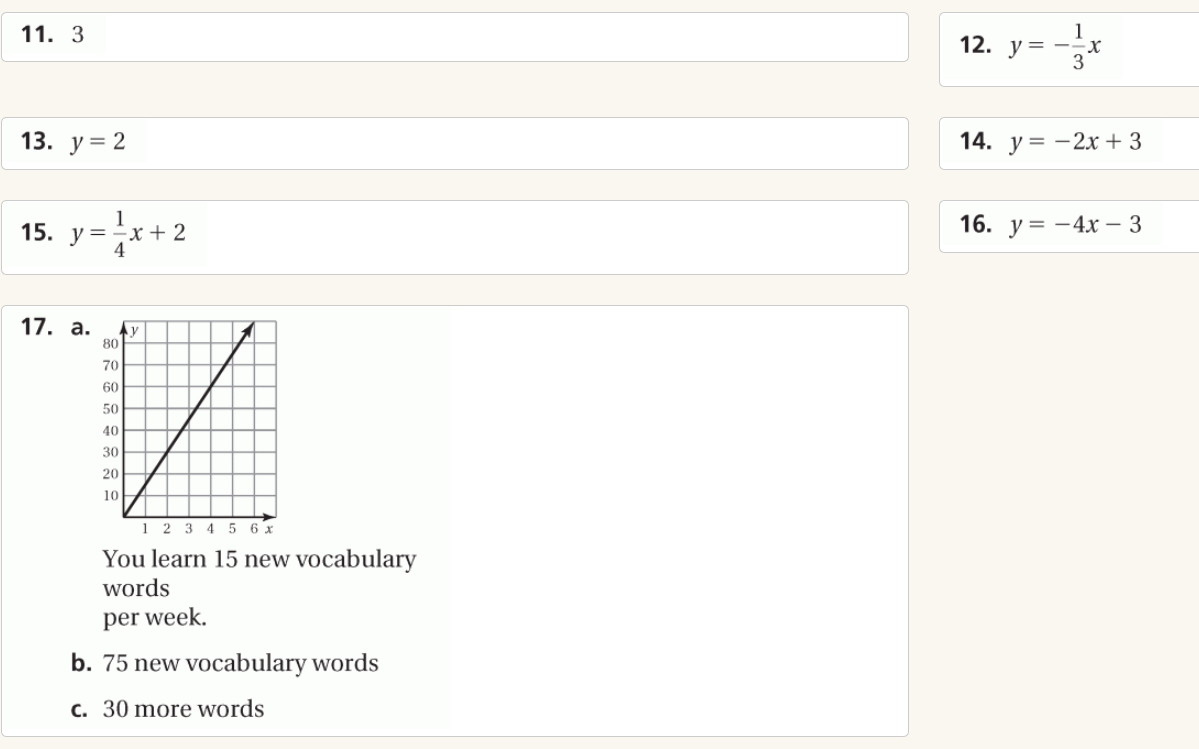 11. 3
12. y = −1/3x
13. y = 2
14. y = −2x + 3
15. y = 1/4x + 2
16. y = −4x − 3
17. a.
y
80
70
60
50
40
30
20
10
1 2 3 4 5 6 x
You learn 15 new vocabulary
words
per week.
b. 75 new vocabulary words
c. 30 more words